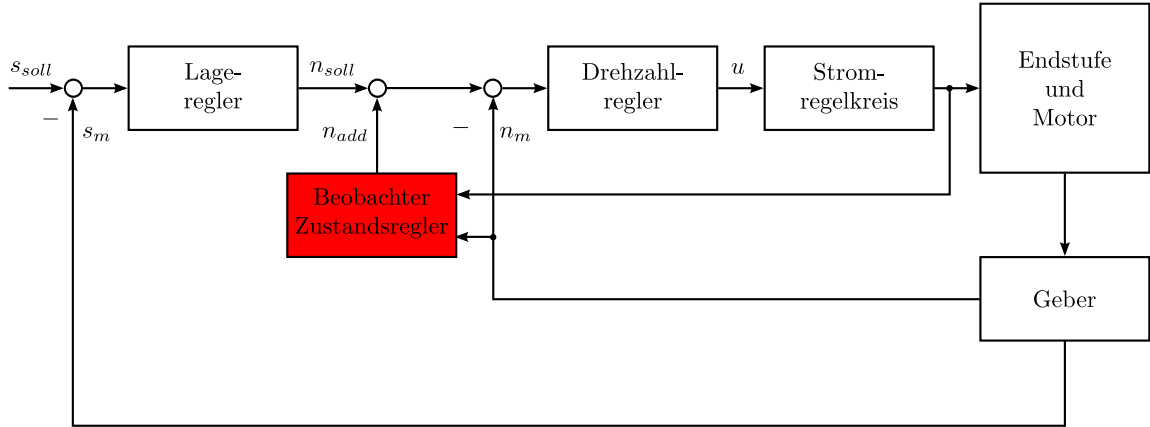 s_soll
−
s_m
Lage-
regler
n_soll
n_add
−
n_m
Drehzahl-
regler
u
Strom-
regelkreis
Endstufe
und
Motor
Beobachter
Zustandsregler
Geber